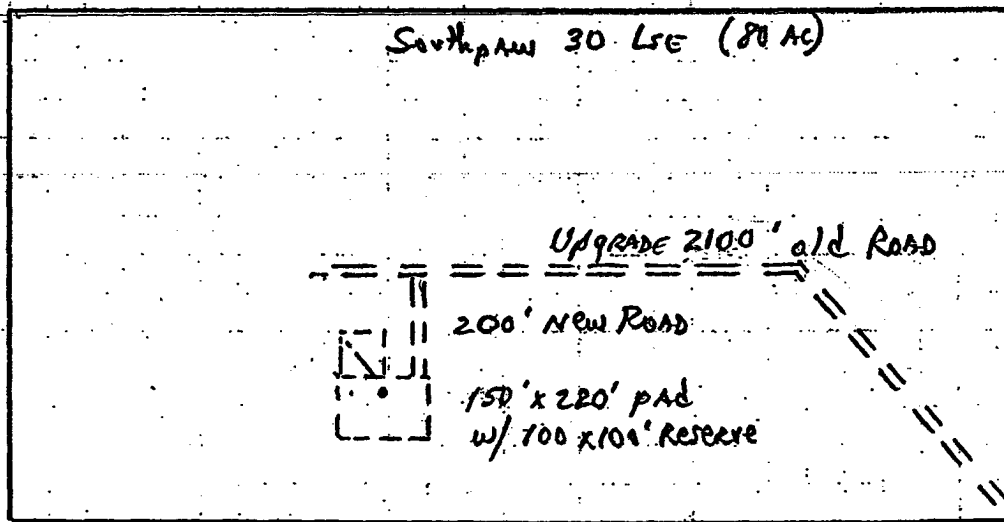 Southpaw 30 LSE (80 AC)
UpgRADE 2100' old ROAD
200' New ROAD
150' x 220' pAd
w/ 100 x 100' Reserve